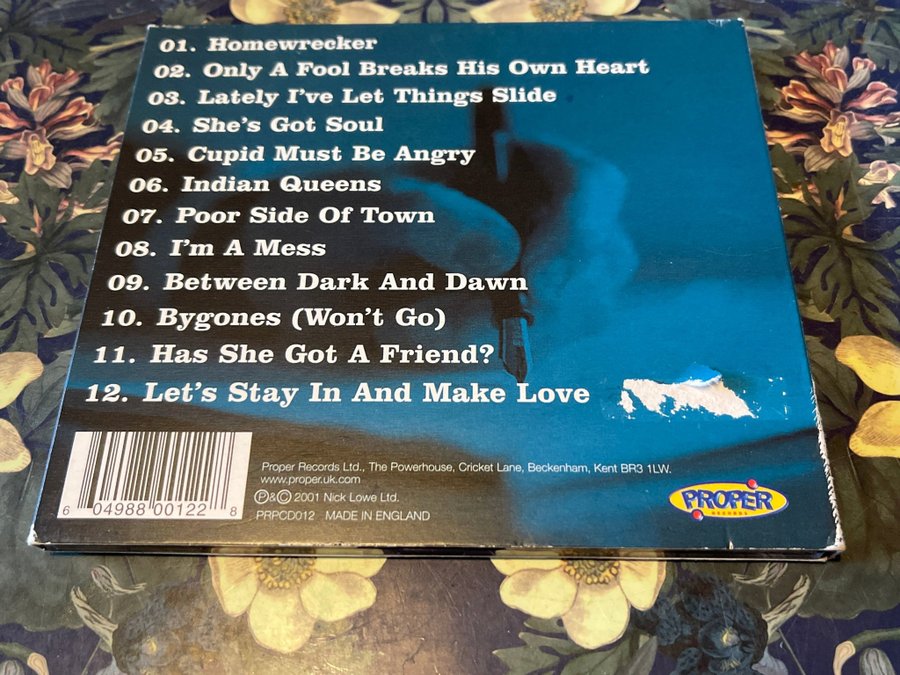 01. Homewrecker
02. Only A Fool Breaks His Own Heart
03. Lately I've Let Things Slide
04. She's Got Soul
05. Cupid Must Be Angry
06. Indian Queens
07. Poor Side Of Town
08. I'm A Mess
09. Between Dark And Dawn
10. Bygones (Won't Go)
11. Has She Got A Friend?
12. Let's Stay In And Make Love
6 04988 00122 8
Proper Records Ltd., The Powerhouse, Cricket Lane, Beckenham, Kent BR3 1LW.
www.proper.uk.com
℗&© 2001 Nick Lowe Ltd.
PRPCD012 MADE IN ENGLAND
PROPER
RECORDS